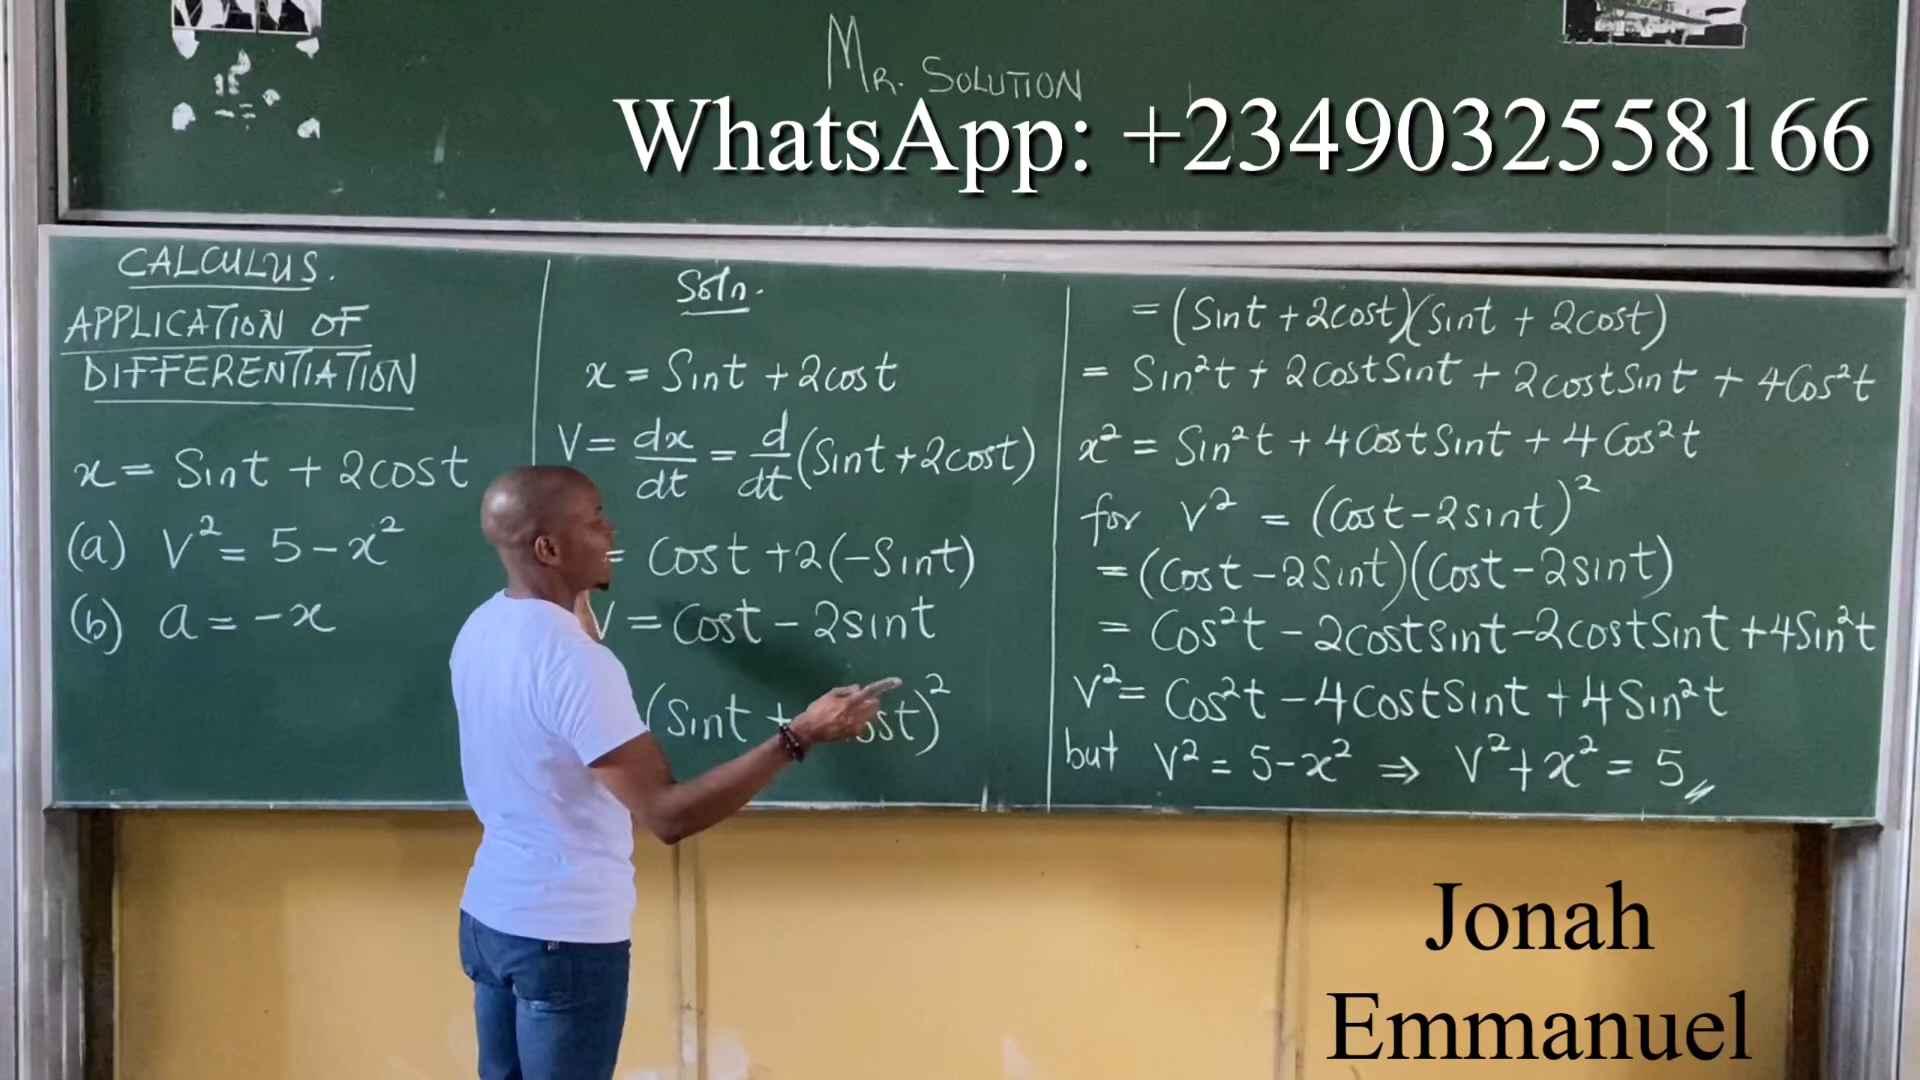 Mr. SOLUTION
WhatsApp: +2349032558166
CALCULUS.
APPLICATION OF
DIFFERENTIATION
x = Sint + 2cost
(a) V² = 5 - x²
(b) a = -x
Soln.
x = Sint + 2cost
V = dx/dt = d/dt (Sint + 2cost)
= Cost + 2(-Sint)
V = Cost - 2sint
(Sint + ost)²
= (Sint + 2cost)(Sint + 2cost)
= Sin²t + 2costSint + 2costSint + 4Cos²t
x² = Sin²t + 4CostSint + 4Cos²t
for V² = (Cost - 2sint)²
= (Cost - 2Sint)(Cost - 2sint)
= Cos²t - 2costsint - 2costSint + 4Sin²t
V² = Cos²t - 4CostSint + 4Sin²t
but V² = 5 - x² ⇒ V² + x² = 5
Jonah
Emmanuel